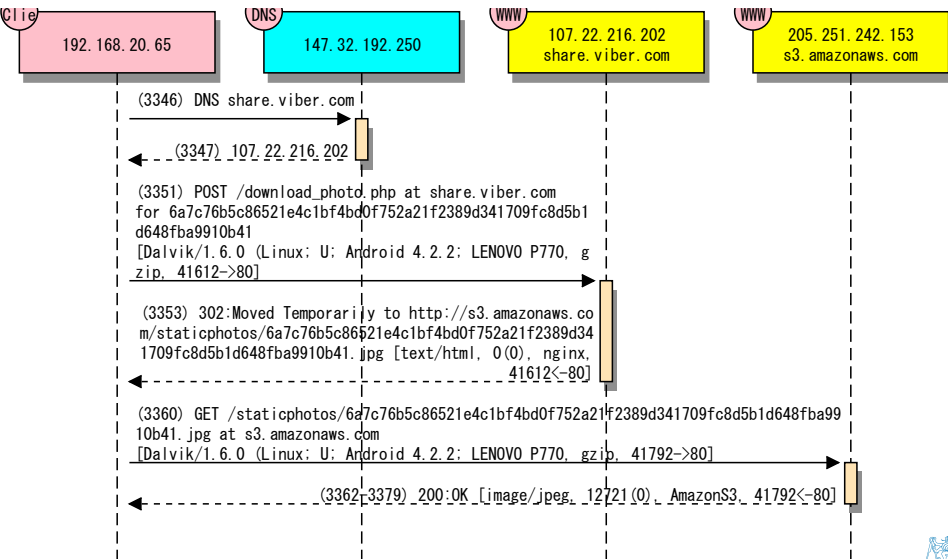 Clie
DNS
WWW
WWW
192.168.20.65
147.32.192.250
107.22.216.202
share.viber.com
205.251.242.153
s3.amazonaws.com
(3346) DNS share.viber.com
(3347) 107.22.216.202
(3351) POST /download_photo.php at share.viber.com
for 6a7c76b5c86521e4c1bf4bd0f752a21f2389d341709fc8d5b1
d648fba9910b41
[Dalvik/1.6.0 (Linux; U; Android 4.2.2; LENOVO P770, g
zip, 41612->80]
(3353) 302:Moved Temporarily to http://s3.amazonaws.co
m/staticphotos/6a7c76b5c86521e4c1bf4bd0f752a21f2389d34
1709fc8d5b1d648fba9910b41.jpg [text/html, 0(0), nginx,
41612<-80]
(3360) GET /staticphotos/6a7c76b5c86521e4c1bf4bd0f752a21f2389d341709fc8d5b1d648fba99
10b41.jpg at s3.amazonaws.com
[Dalvik/1.6.0 (Linux; U; Android 4.2.2; LENOVO P770, gzip, 41792->80]
(3362-3379) 200:OK [image/jpeg, 12721(0), AmazonS3, 41792<-80]